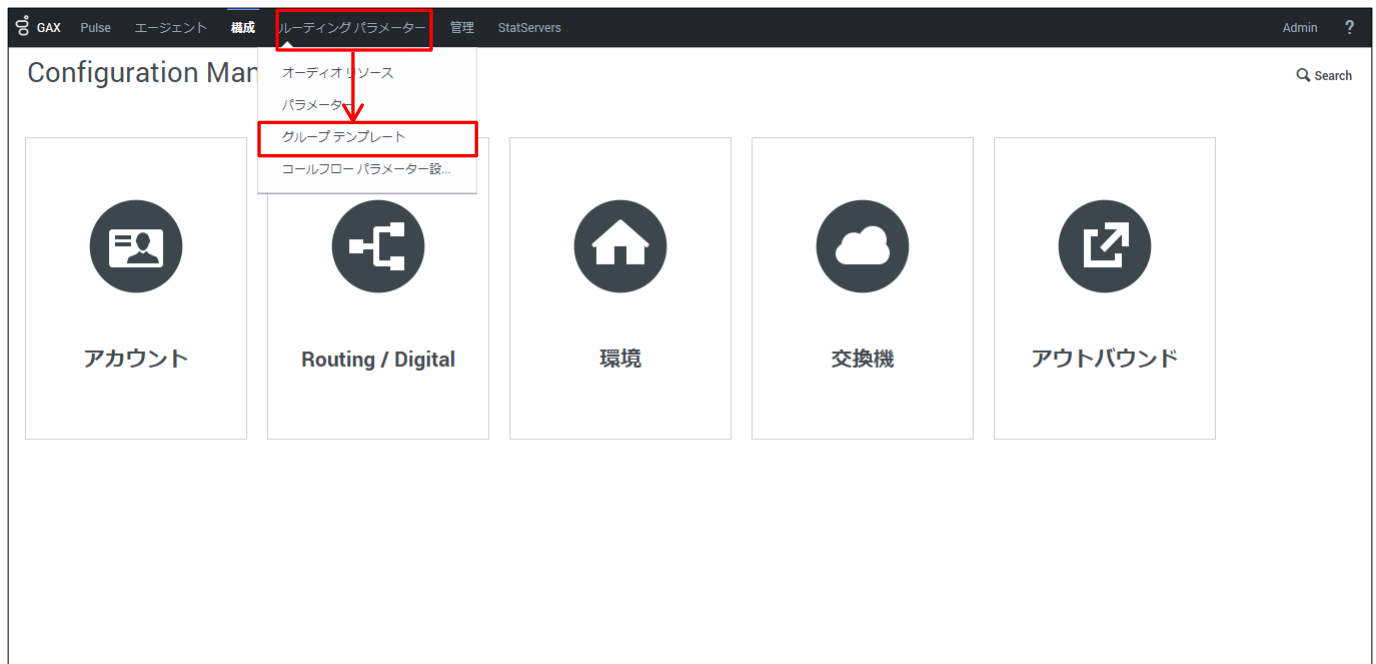 GAX Pulse エージェント 構成 ルーティング パラメーター 管理 StatServers Admin ?
Configuration Man
Search
オーディオ リソース
パラメーター
グループ テンプレート
コールフロー パラメーター設...
アカウント
Routing / Digital
環境
交換機
アウトバウンド